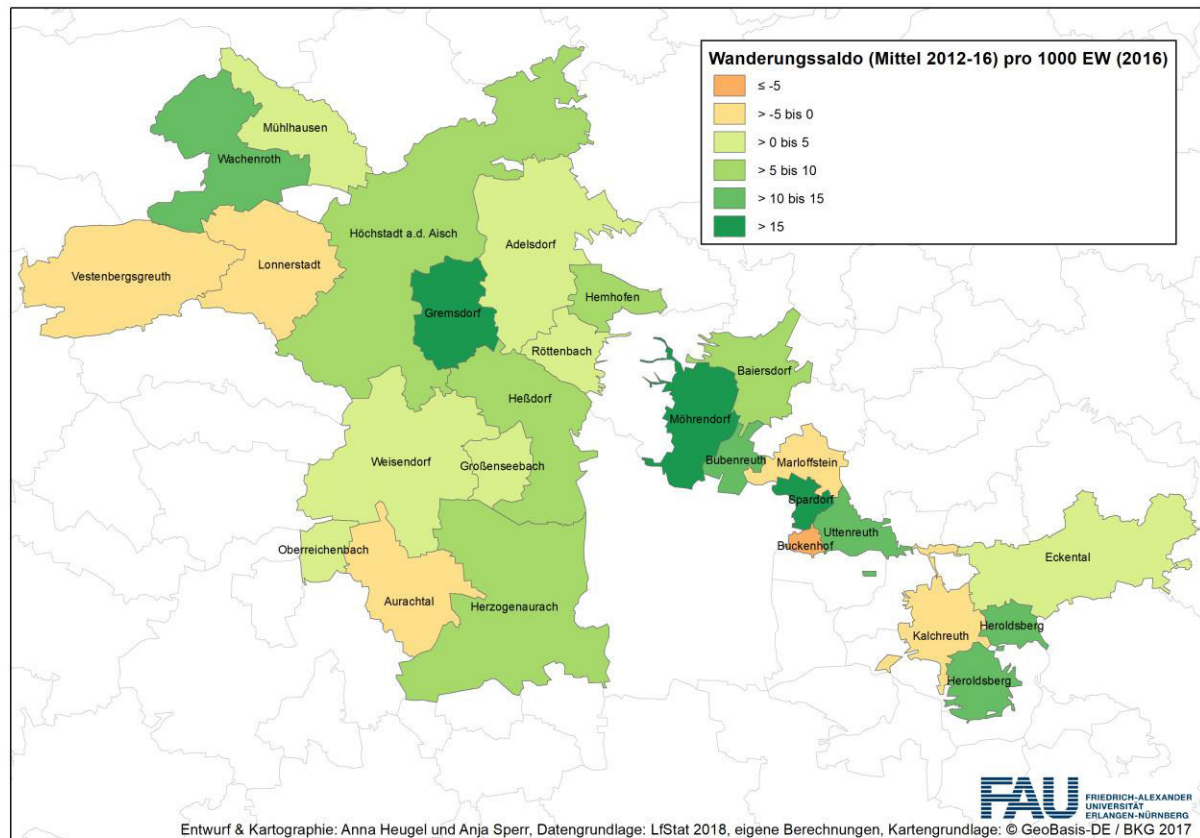 Wanderungssaldo (Mittel 2012-16) pro 1000 EW (2016)
≤ -5
> -5 bis 0
> 0 bis 5
> 5 bis 10
> 10 bis 15
> 15
Mühlhausen
Wachenroth
Höchstadt a.d. Aisch
Adelsdorf
Lonnerstadt
Vestenbergsgreuth
Hemhofen
Gremsdorf
Röttenbach
Baiersdorf
Heßdorf
Möhrendorf
Bubenreuth
Marloffstein
Weisendorf
Großenseebach
Spardorf
Uttenreuth
Buckenhof
Oberreichenbach
Eckental
Aurachtal
Herzogenaurach
Heroldsberg
Kalchreuth
Heroldsberg
FAU
FRIEDRICH-ALEXANDER
UNIVERSITÄT
ERLANGEN-NÜRNBERG
Entwurf & Kartographie: Anna Heugel und Anja Sperr, Datengrundlage: LfStat 2018, eigene Berechnungen, Kartengrundlage: © GeoBasis-DE / BKG 2017